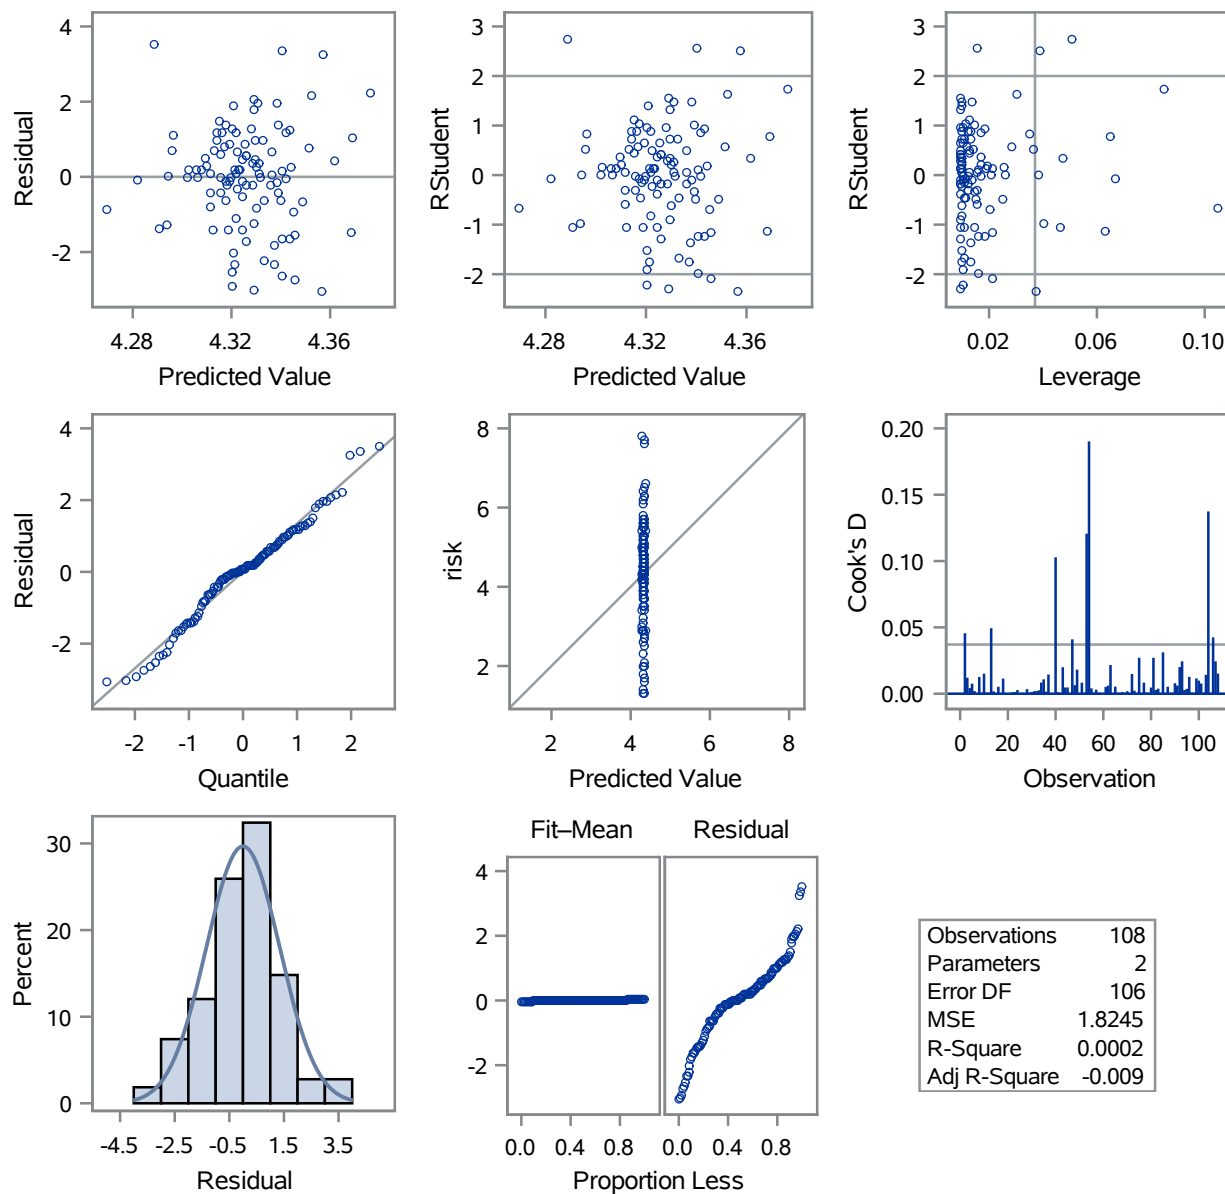 4
2
0
-2
Residual
4.28 4.32 4.36
Predicted Value
3
2
1
0
-1
-2
RStudent
4.28 4.32 4.36
Predicted Value
3
2
1
0
-1
-2
RStudent
0.02 0.06 0.10
Leverage
4
2
0
-2
Residual
-2 -1 0 1 2
Quantile
8
6
4
2
risk
2 4 6 8
Predicted Value
0.20
0.15
0.10
0.05
0.00
Cook's D
0 20 40 60 80 100
Observation
30
20
10
0
Percent
-4.5 -2.5 -0.5 1.5 3.5
Residual
Fit–Mean Residual
4
2
0
-2
0.0 0.4 0.8 0.0 0.4 0.8
Proportion Less
Observations 108
Parameters 2
Error DF 106
MSE 1.8245
R-Square 0.0002
Adj R-Square -0.009